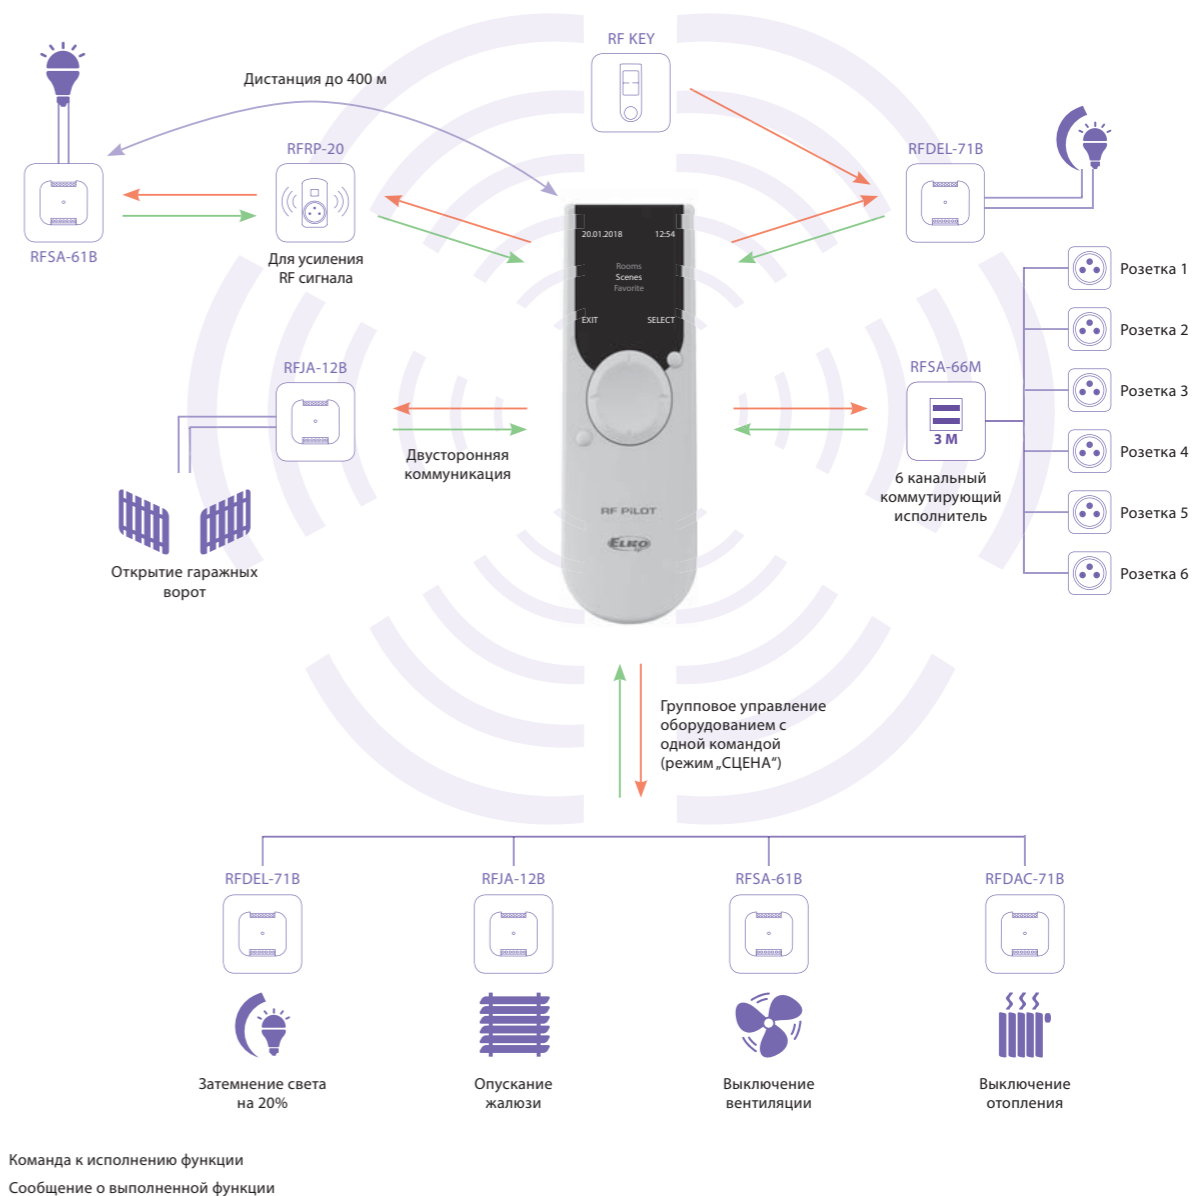 RF KEY
Дистанция до 400 м
RFRP-20
RFDEL-71B
RFSA-61B
Для усиления
RF сигнала
20.01.2018 12:54
Rooms
Scenes
Favorite
EXIT SELECT
Розетка 1
Розетка 2
Розетка 3
Розетка 4
Розетка 5
Розетка 6
RFJA-12B
RFSA-66M
3 M
Двусторонняя
коммуникация
6 канальный
коммутирующий
исполнитель
RF PILOT
ELKO
Открытие гаражных
ворот
Групповое управление
оборудованием с
одной командой
(режим „СЦЕНА“)
RFDEL-71B
RFJA-12B
RFSA-61B
RFDAC-71B
Затемнение света
на 20%
Опускание
жалюзи
Выключение
вентиляции
Выключение
отопления
Команда к исполнению функции
Сообщение о выполненной функции